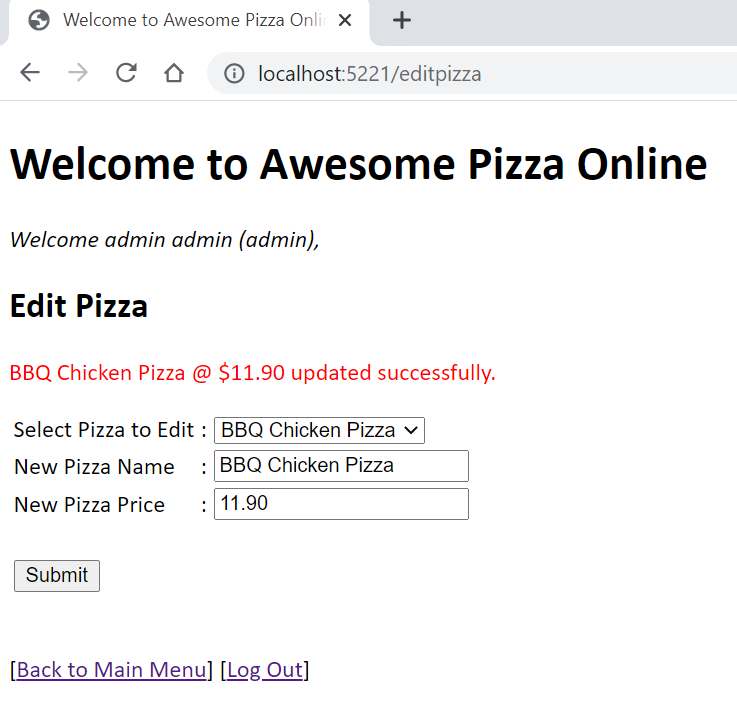 Welcome to Awesome Pizza Onli
localhost:5221/editpizza
Welcome to Awesome Pizza Online
Welcome admin admin (admin),
Edit Pizza
BBQ Chicken Pizza @ $11.90 updated successfully.
Select Pizza to Edit : BBQ Chicken Pizza
New Pizza Name : BBQ Chicken Pizza
New Pizza Price : 11.90
Submit
[Back to Main Menu] [Log Out]